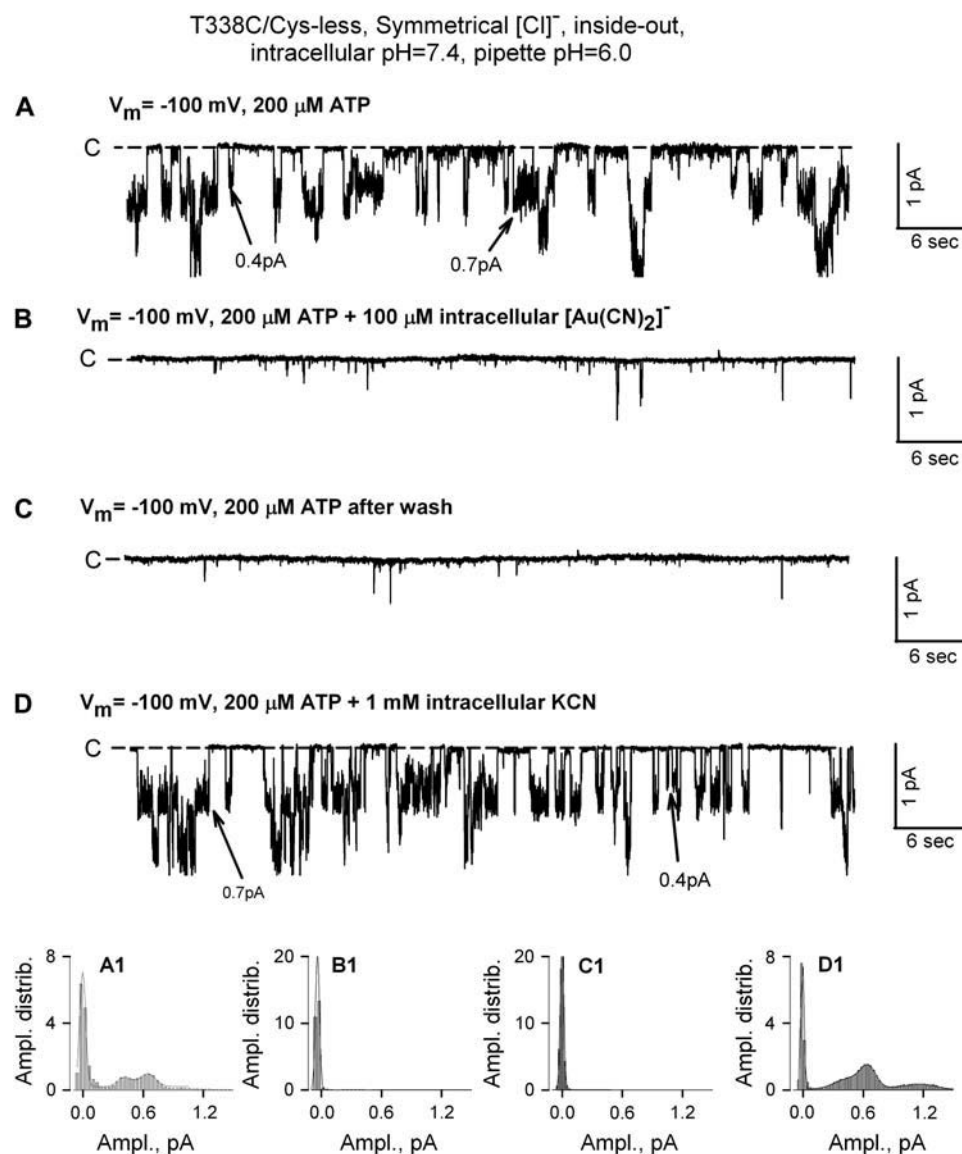 T338C/Cys-less, Symmetrical [Cl]⁻, inside-out,
intracellular pH=7.4, pipette pH=6.0
A Vm= -100 mV, 200 μM ATP
C
0.4pA
0.7pA
1 pA
6 sec
B Vm= -100 mV, 200 μM ATP + 100 μM intracellular [Au(CN)2]⁻
C
1 pA
6 sec
C Vm= -100 mV, 200 μM ATP after wash
C
1 pA
6 sec
D Vm= -100 mV, 200 μM ATP + 1 mM intracellular KCN
C
0.7pA
0.4pA
1 pA
6 sec
A1
Ampl. distrib.
8
4
0
0.0 0.6 1.2
Ampl., pA
B1
Ampl. distrib.
20
10
0
0.0 0.6 1.2
Ampl., pA
C1
Ampl. distrib.
20
10
0
0.0 0.6 1.2
Ampl., pA
D1
Ampl. distrib.
8
4
0
0.0 0.6 1.2
Ampl., pA